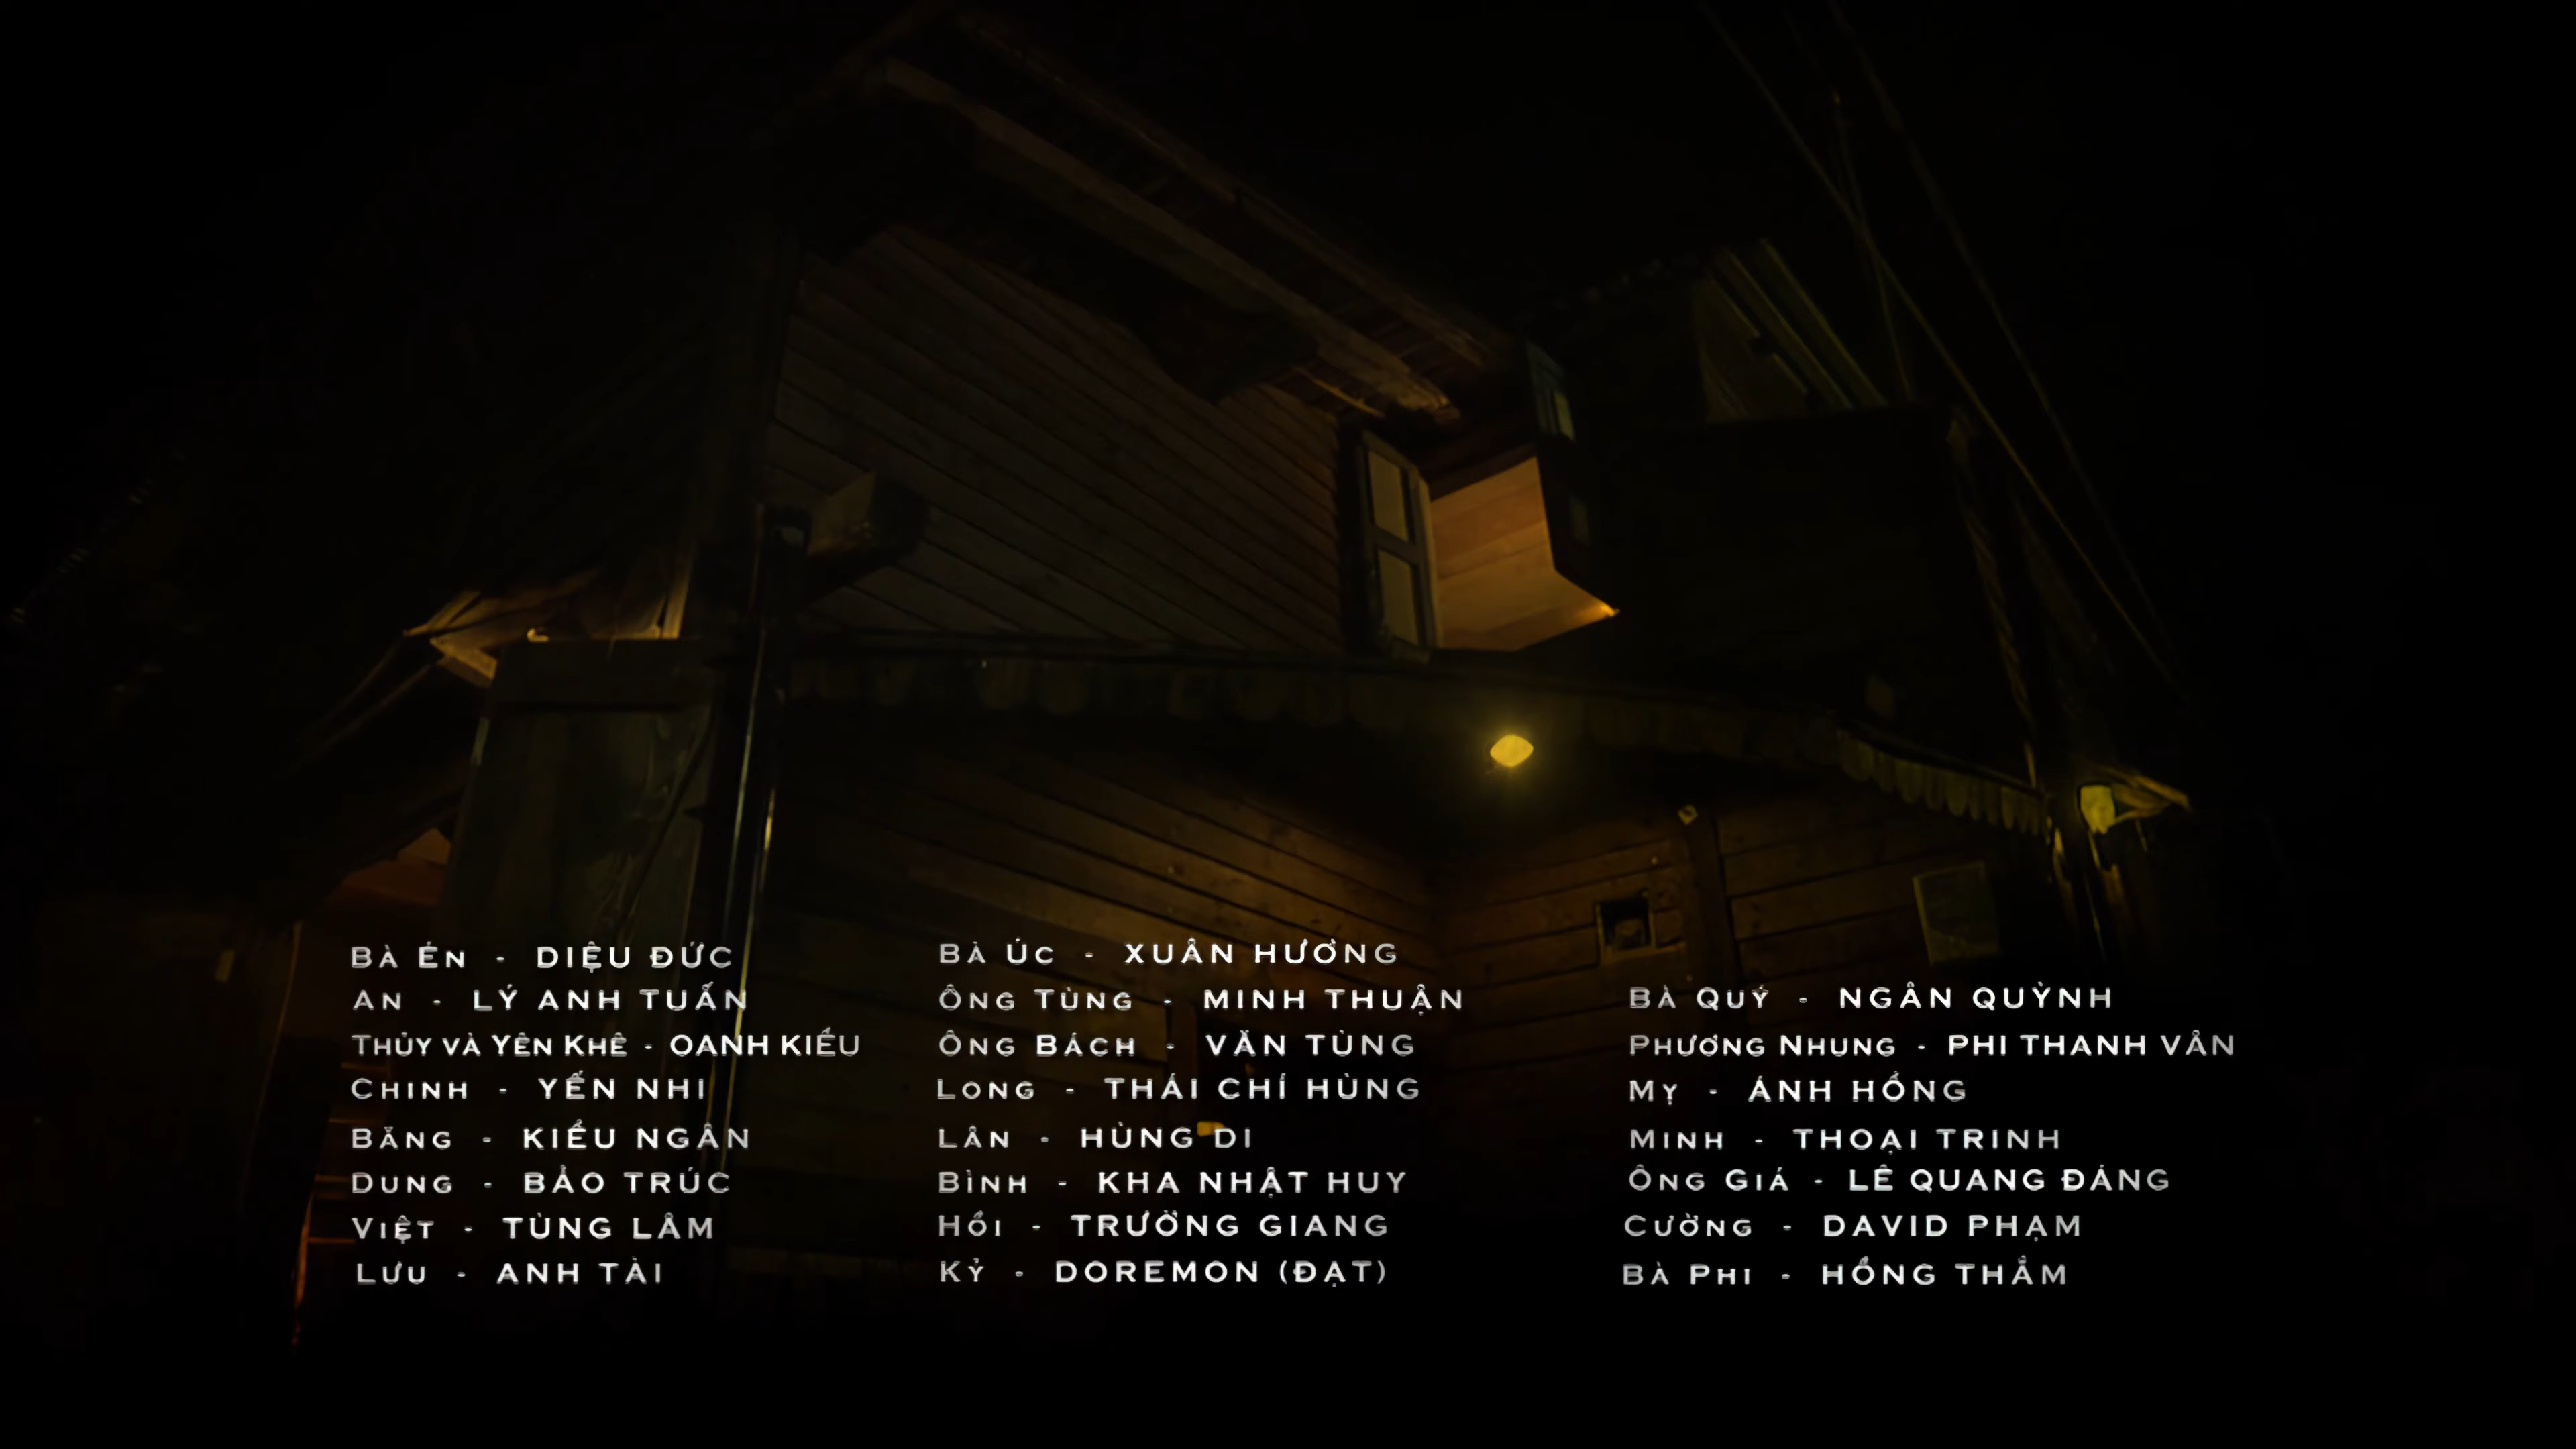 Bà Én - DIỆU ĐỨC
An - LÝ ANH TUẤN
Thủy và Yên Khê - OANH KIỀU
Chinh - YẾN NHI
Băng - KIỀU NGÂN
Dung - BẢO TRÚC
Việt - TÙNG LÂM
Lưu - ANH TÀI
Bà Úc - XUÂN HƯƠNG
Ông Tùng - MINH THUẬN
Ông Bách - VĂN TÙNG
Long - THÁI CHÍ HÙNG
Lân - HÙNG DI
Bình - KHA NHẬT HUY
Hồi - TRƯỜNG GIANG
Kỷ - DOREMON (ĐẠT)
Bà Quý - NGÂN QUỲNH
Phương Nhung - PHI THANH VÂN
Mỵ - ÁNH HỒNG
Minh - THOẠI TRINH
Ông Giá - LÊ QUANG ĐÁNG
Cường - DAVID PHẠM
Bà Phi - HỒNG THẮM